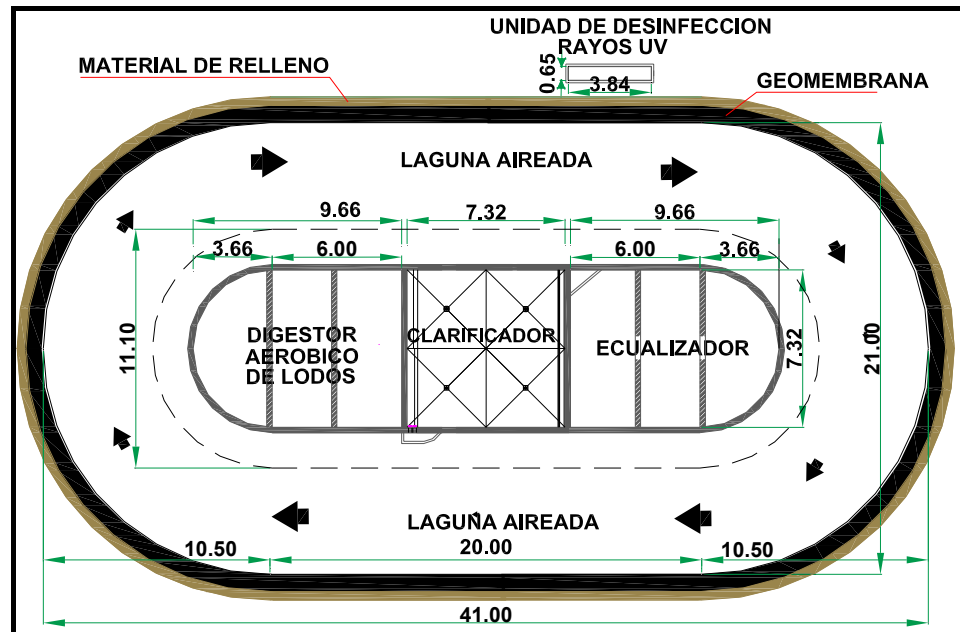 UNIDAD DE DESINFECCION
RAYOS UV
MATERIAL DE RELLENO
0.65
3.84
GEOMEMBRANA
LAGUNA AIREADA
9.66
7.32
9.66
3.66
6.00
6.00
3.66
11.10
DIGESTOR
AEROBICO
DE LODOS
CLARIFICADOR
ECUALIZADOR
7.32
21.00
LAGUNA AIREADA
10.50
20.00
10.50
41.00